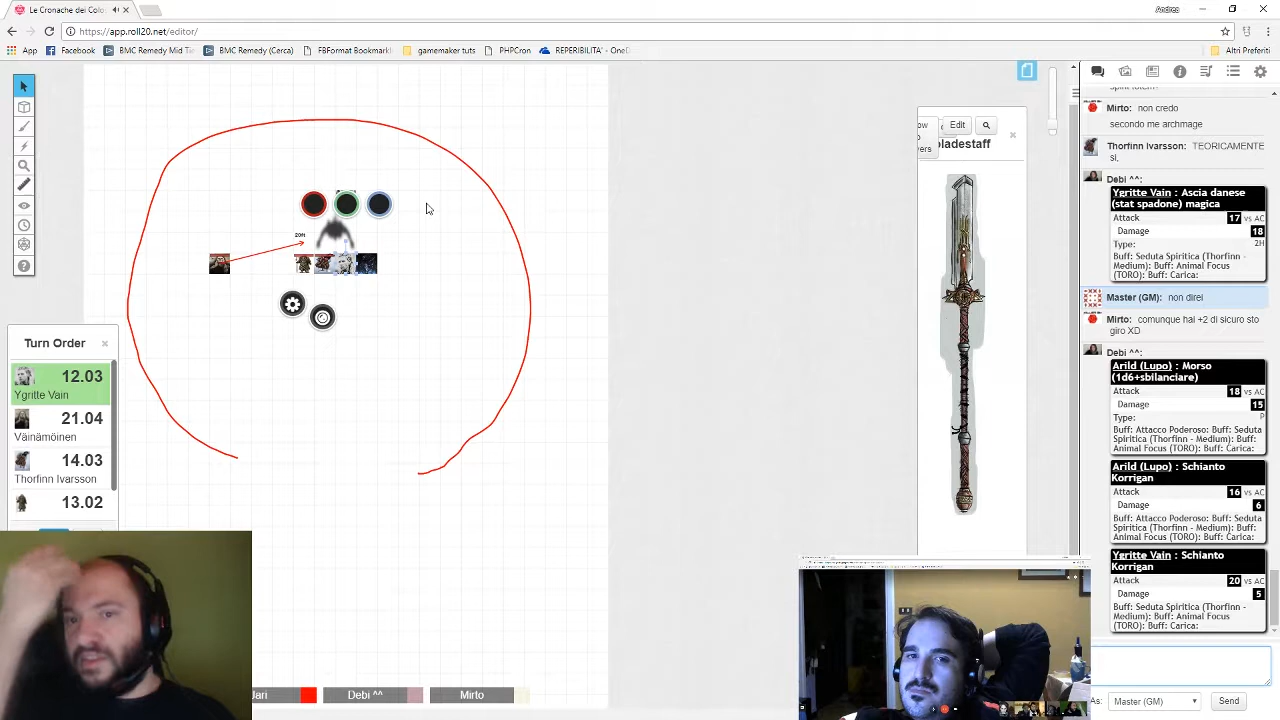 Le Cronache dei Colo
Andrea
https://app.roll20.net/editor/
App
Facebook
BMC Remedy Mid Tie
BMC Remedy (Cerca)
FBFormat Bookmarkl
gamemaker tuts
PHPCron
REPERIBILITA' - OneD
Altri Preferiti
20ft
Turn Order
12.03
Ygritte Vain
21.04
Väinämöinen
14.03
Thorfinn Ivarsson
13.02
ow
vers
Edit
bladestaff
Mirto: non credo
secondo me archmage
Thorfinn Ivarsson: TEORICAMENTE
si,
Debi ^^:
Ygritte Vain : Ascia danese
(stat spadone) magica
Attack 17 vs AC
Damage 18
Type: 2H
Buff: Seduta Spiritica (Thorfinn -
Medium): Buff: Animal Focus
(TORO): Buff: Carica:
Master (GM): non direi
Mirto: comunque hai +2 di sicuro sto
giro XD
Debi ^^:
Arild (Lupo) : Morso
(1d6+sbilanciare)
Attack 18 vs AC
Damage 15
Type: P
Buff: Attacco Poderoso: Buff: Seduta
Spiritica (Thorfinn - Medium): Buff:
Animal Focus (TORO): Buff: Carica:
Arild (Lupo) : Schianto
Korrigan
Attack 16 vs AC
Damage 6
Buff: Attacco Poderoso: Buff: Seduta
Spiritica (Thorfinn - Medium): Buff:
Animal Focus (TORO): Buff: Carica:
Ygritte Vain : Schianto
Korrigan
Attack 20 vs AC
Damage 5
Buff: Seduta Spiritica (Thorfinn -
Medium): Buff: Animal Focus
(TORO): Buff: Carica:
Jari
Debi ^^
Mirto
As:
Master (GM)
Send